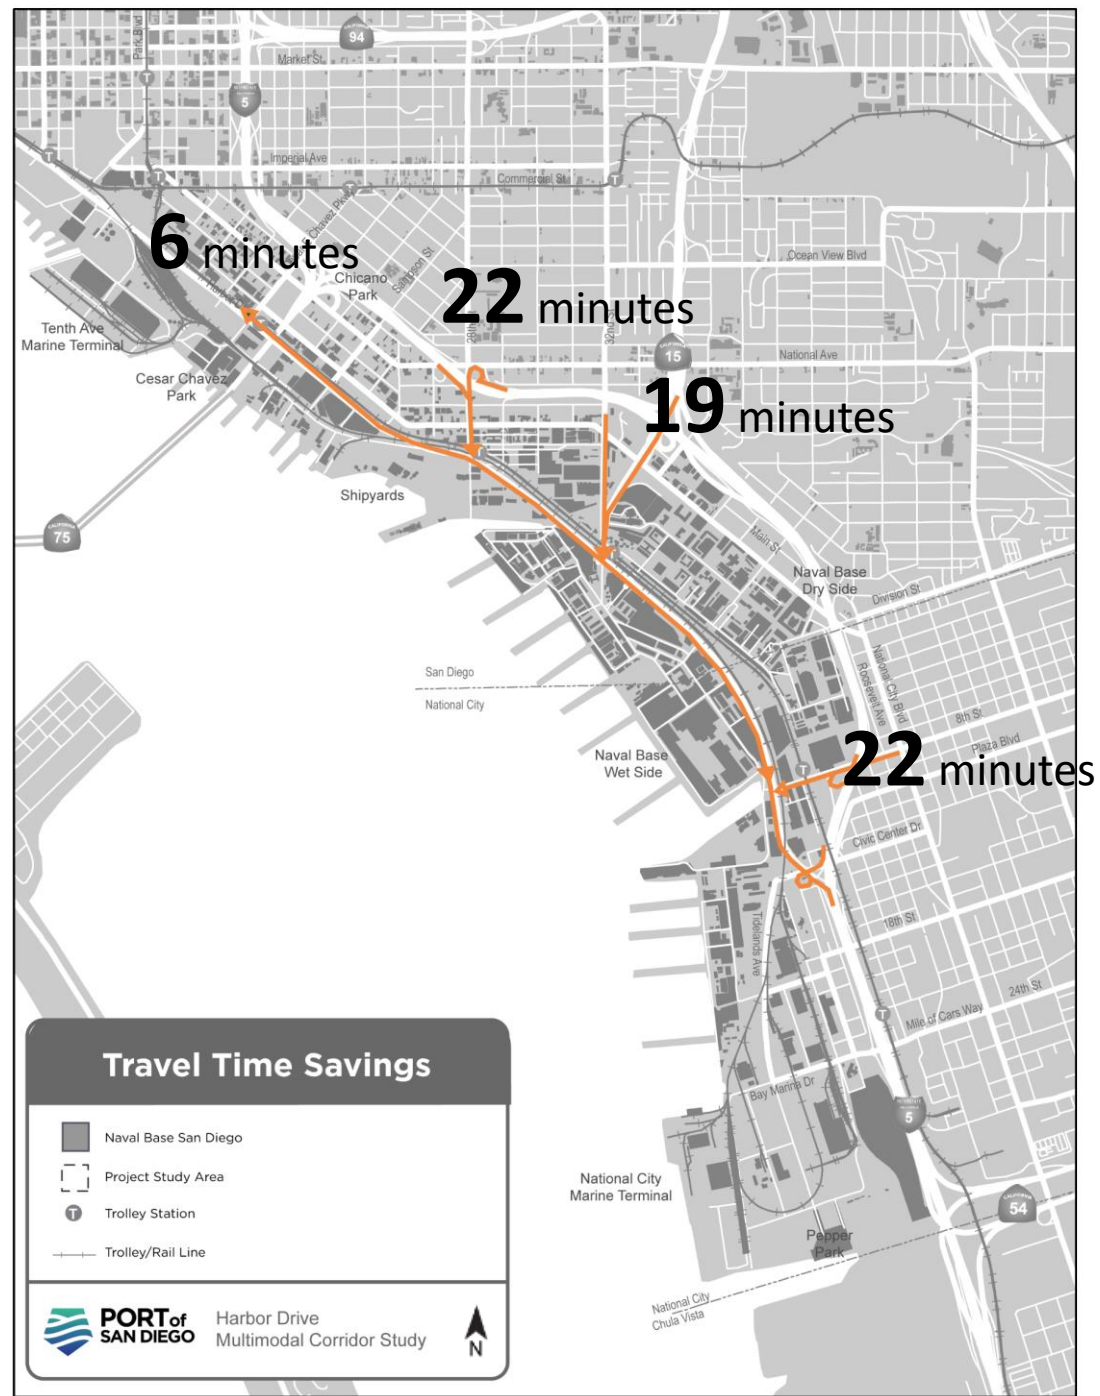 94
Park Blvd
Market St
5
Imperial Ave
Commercial St
Chavez Pkwy
6 minutes
Sampson St
Ocean View Blvd
Chicano
Park
22 minutes
Tenth Ave
Marine Terminal
28th
32nd St
15
National Ave
Cesar Chavez
Park
19 minutes
Shipyards
CALIFORNIA
75
Main St
Naval Base
Dry Side
Division St
San Diego
National City
National City Blvd
Roosevelt Ave
8th St
Plaza Blvd
Naval Base
Wet Side
22 minutes
Civic Center Dr
18th St
Tidelands Ave
24th St
Mile of Cars Way
Bay Marina Dr
5
National City
Marine Terminal
CALIFORNIA
54
Pepper
Park
National City
Chula Vista
Travel Time Savings
Naval Base San Diego
Project Study Area
T Trolley Station
Trolley/Rail Line
PORT of
SAN DIEGO
Harbor Drive
Multimodal Corridor Study
N